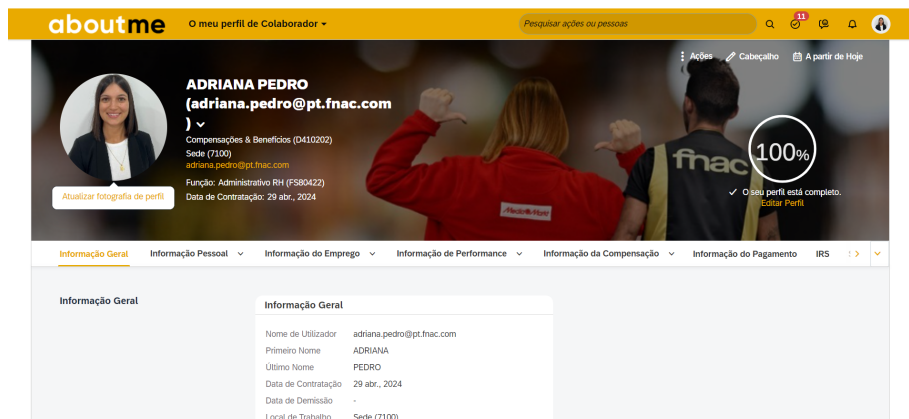 aboutme
O meu perfil de Colaborador
Pesquisar ações ou pessoas
11
Ações
Cabeçalho
A partir de Hoje
ADRIANA PEDRO
(adriana.pedro@pt.fnac.com
)
Compensações & Benefícios (D410202)
Sede (7100)
adriana.pedro@pt.fnac.com
Função: Administrativo RH (FS80422)
Data de Contratação: 29 abr., 2024
Atualizar fotografia de perfil
MediaMarkt
fnac
100%
O seu perfil está completo.
Editar Perfil
Informação Geral
Informação Pessoal
Informação do Emprego
Informação de Performance
Informação da Compensação
Informação do Pagamento
IRS
Informação Geral
Informação Geral
Nome de Utilizador adriana.pedro@pt.fnac.com
Primeiro Nome ADRIANA
Último Nome PEDRO
Data de Contratação 29 abr., 2024
Data de Demissão -
Local de Trabalho Sede (7100)